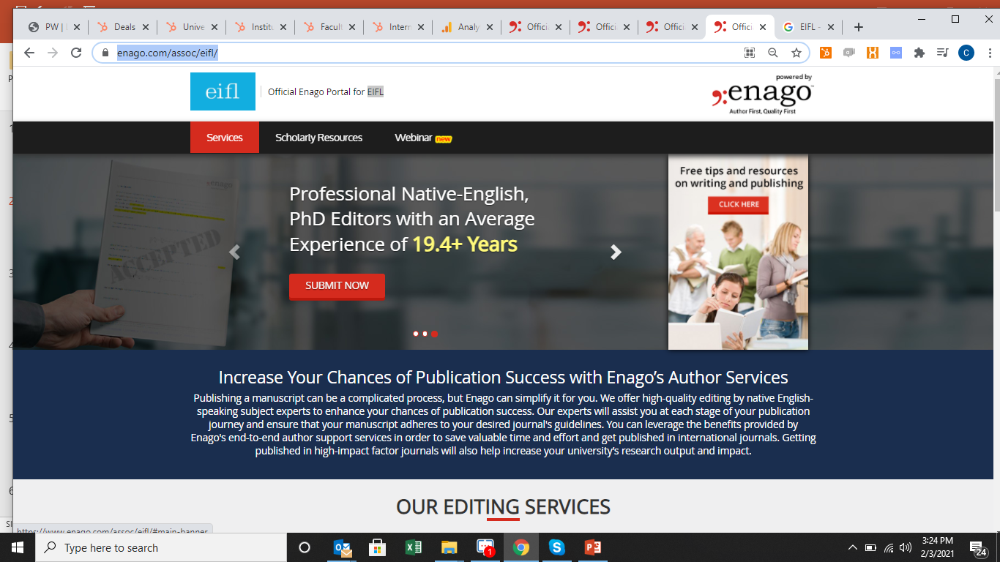 PW | L
Deals
Unive
Institu
Facult
Intern
Analy
Officia
Officia
Officia
Officia
EIFL -
enago.com/assoc/eifl/
C
eifl
Official Enago Portal for EIFL
powered by
enago
Author First, Quality First
Services
Scholarly Resources
Webinar new
Professional Native-English,
PhD Editors with an Average
Experience of 19.4+ Years
SUBMIT NOW
ACCEPTED
enago
Free tips and resources
on writing and publishing
CLICK HERE
Increase Your Chances of Publication Success with Enago’s Author Services
Publishing a manuscript can be a complicated process, but Enago can simplify it for you. We offer high-quality editing by native English-
speaking subject experts to enhance your chances of publication success. Our experts will assist you at each stage of your publication
journey and ensure that your manuscript adheres to your desired journal's guidelines. You can leverage the benefits provided by
Enago's end-to-end author support services in order to save valuable time and effort and get published in international journals. Getting
published in high-impact factor journals will also help increase your university’s research output and impact.
OUR EDITING SERVICES
https://www.enago.com/assoc/eifl/#main-banner
Type here to search
1
3:24 PM
2/3/2021
24